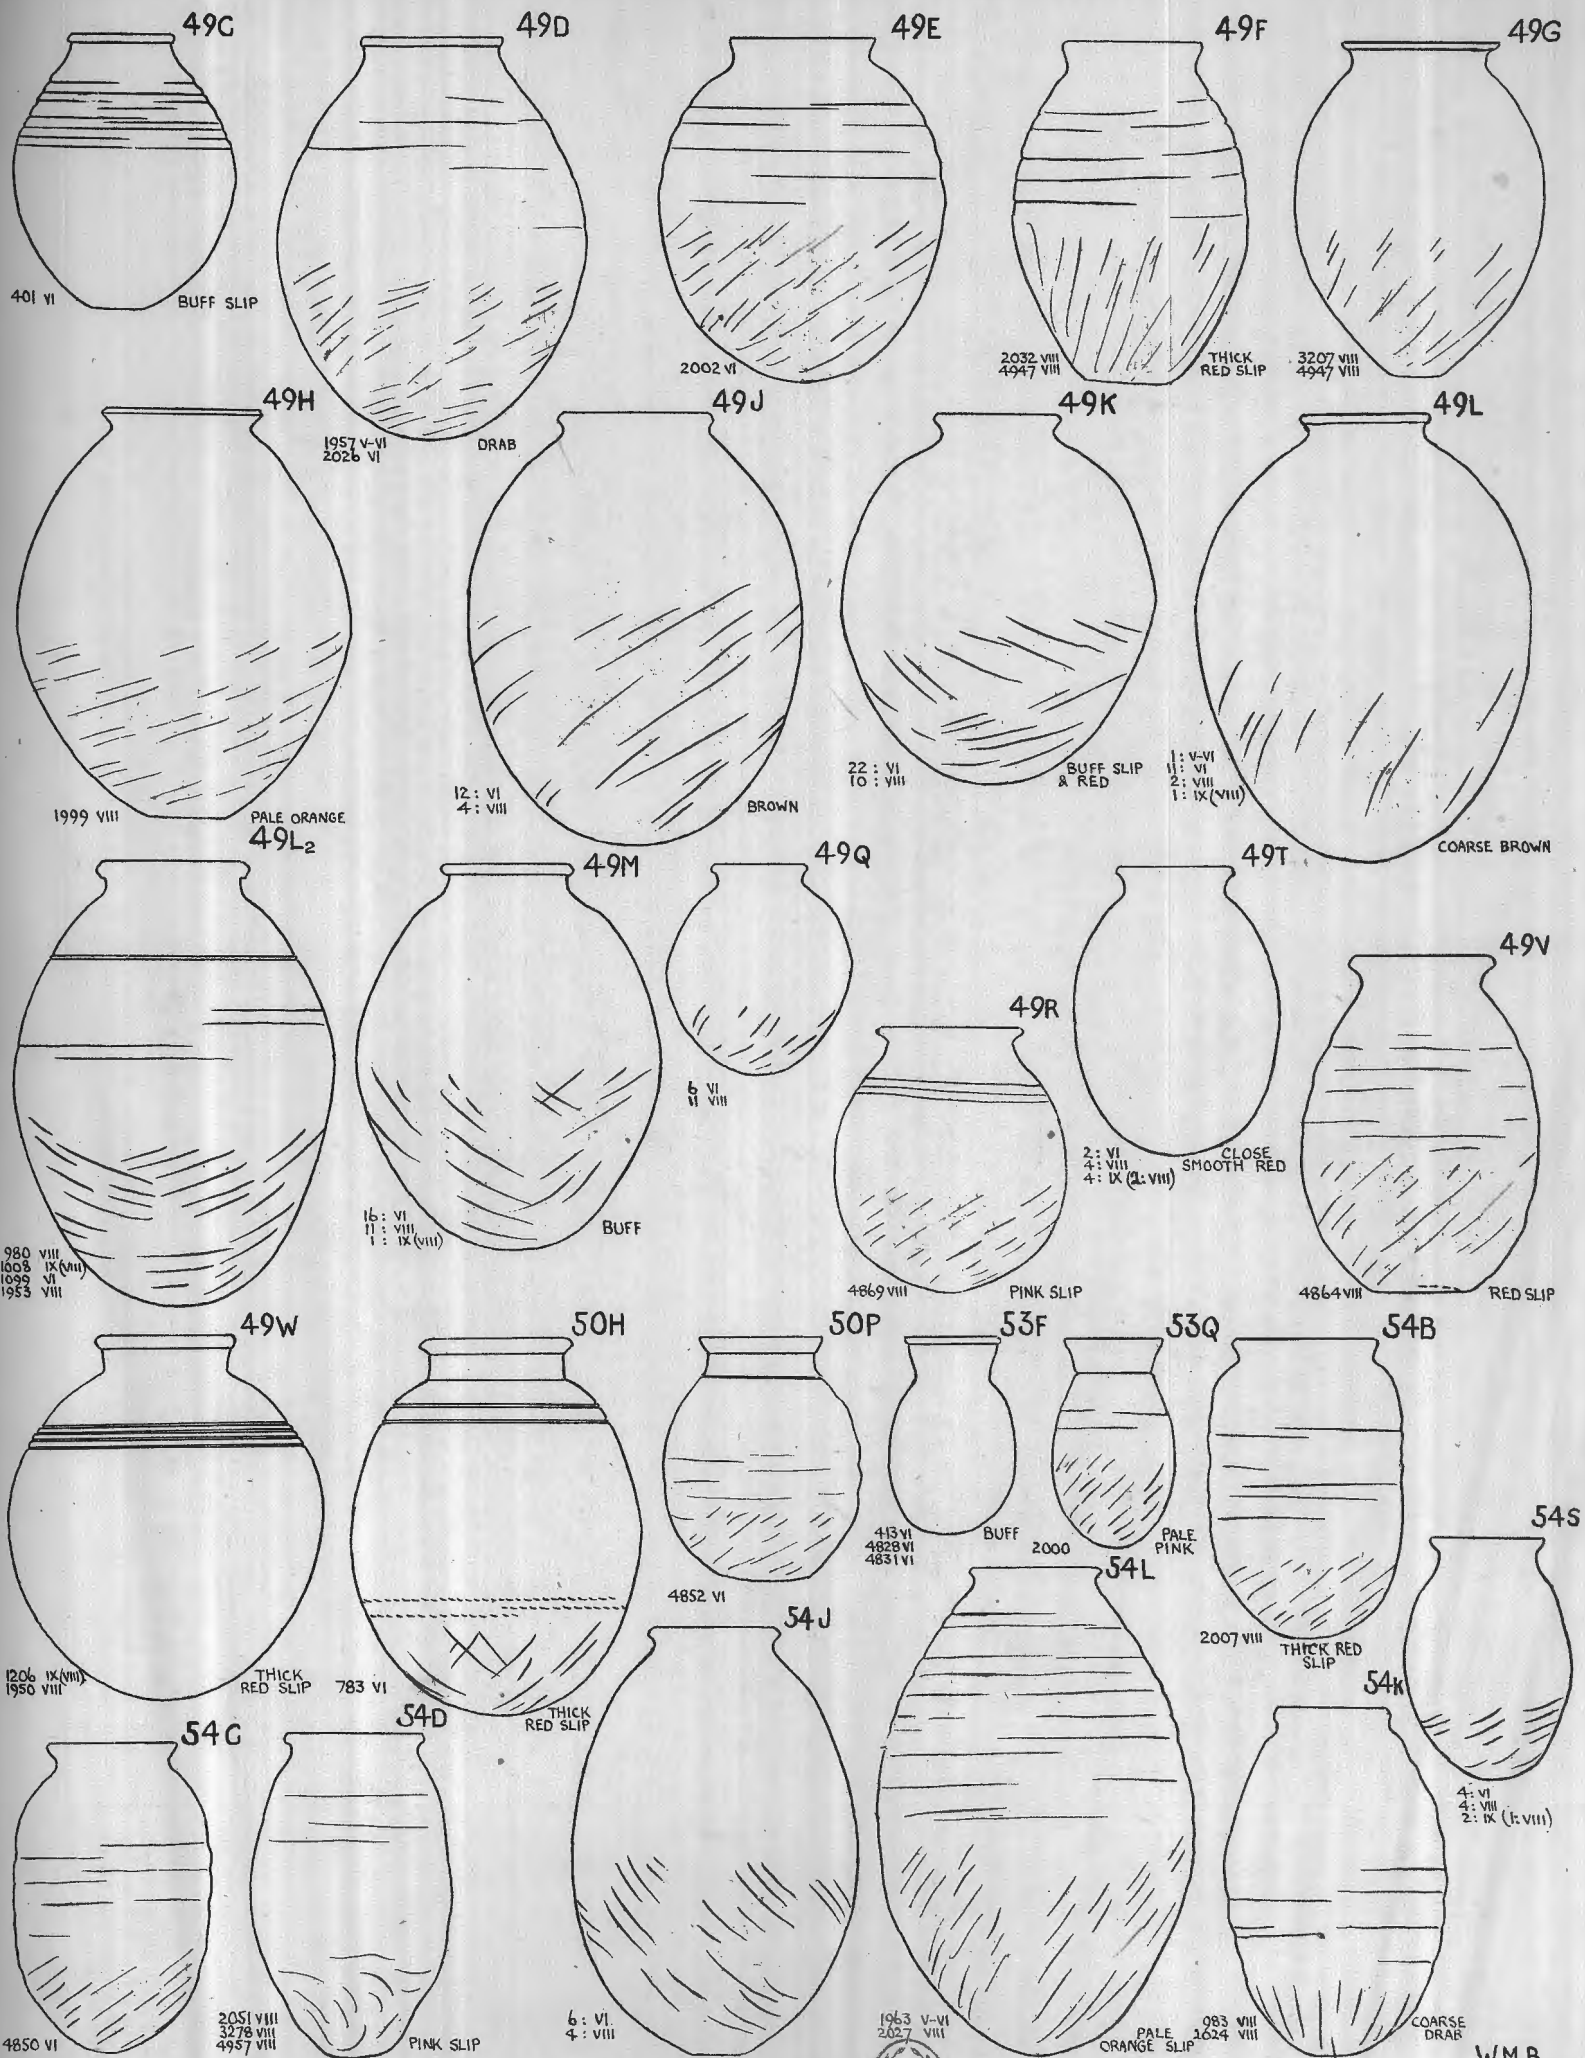 49C
49D
49E
49F
49G
401 VI
BUFF SLIP
1957 V-VI
2026 VI
DRAB
2002 VI
2032 VIII
4947 VIII
THICK
RED SLIP
3207 VIII
4947 VIII
49H
49J
49K
49L
1999 VIII
PALE ORANGE
12 : VI
4 : VIII
BROWN
22 : VI
10 : VIII
BUFF SLIP
& RED
1 : V-VI
11 : VI
2 : VIII
1 : IX (VIII)
COARSE BROWN
49L2
49M
49Q
49R
49T
49V
980 VIII
1008 IX (VIII)
1099 VI
1953 VIII
16 : VI
11 : VIII
1 : IX (VIII)
BUFF
6 VI
11 VIII
4869 VIII
PINK SLIP
2 : VI
4 : VIII
4 : IX (2: VIII)
CLOSE
SMOOTH RED
4864 VIII
RED SLIP
49W
50H
50P
53F
53Q
54B
1206 IX (VIII)
1950 VIII
THICK
RED SLIP
783 VI
THICK
RED SLIP
4852 VI
413 VI
4828 VI
4831 VI
BUFF
2000
PALE
PINK
2007 VIII
THICK RED
SLIP
54S
4 : VI
4 : VIII
2 : IX (1: VIII)
54C
54D
54J
54L
54K
4850 VI
2051 VIII
3278 VIII
4957 VIII
PINK SLIP
6 : VI
4 : VIII
1963 V-VI
2027 VIII
PALE
ORANGE SLIP
983 VIII
2624 VIII
COARSE
DRAB
W.M.B.